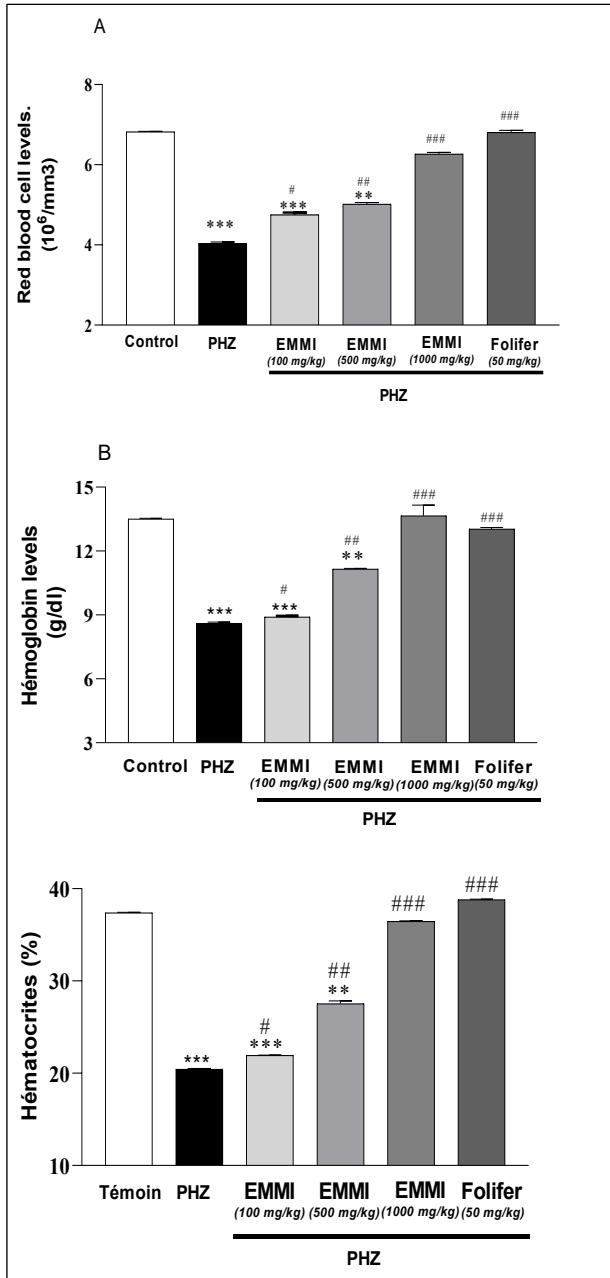 A
Red blood cell levels.
(10⁶/mm3)
8
6
4
2
***
#
***
##
**
###
###
Control PHZ EMMI EMMI EMMI Folifer
(100 mg/kg) (500 mg/kg) (1000 mg/kg) (50 mg/kg)
PHZ
B
Hémoglobin levels
(g/dl)
15
12
9
6
3
***
#
***
##
**
###
###
Control PHZ EMMI EMMI EMMI Folifer
(100 mg/kg) (500 mg/kg) (1000 mg/kg) (50 mg/kg)
PHZ
Hématocrites (%)
40
30
20
10
***
#
***
##
**
###
###
Témoin PHZ EMMI EMMI EMMI Folifer
(100 mg/kg) (500 mg/kg) (1000 mg/kg) (50 mg/kg)
PHZ